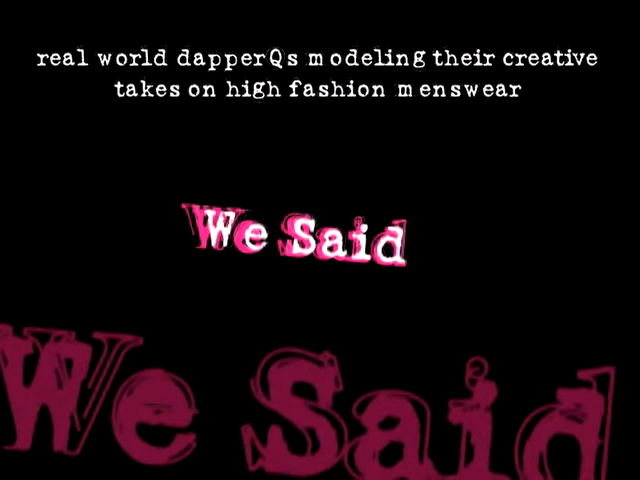 real world dapperQs modeling their creative
takes on high fashion menswear
We Said
We Said